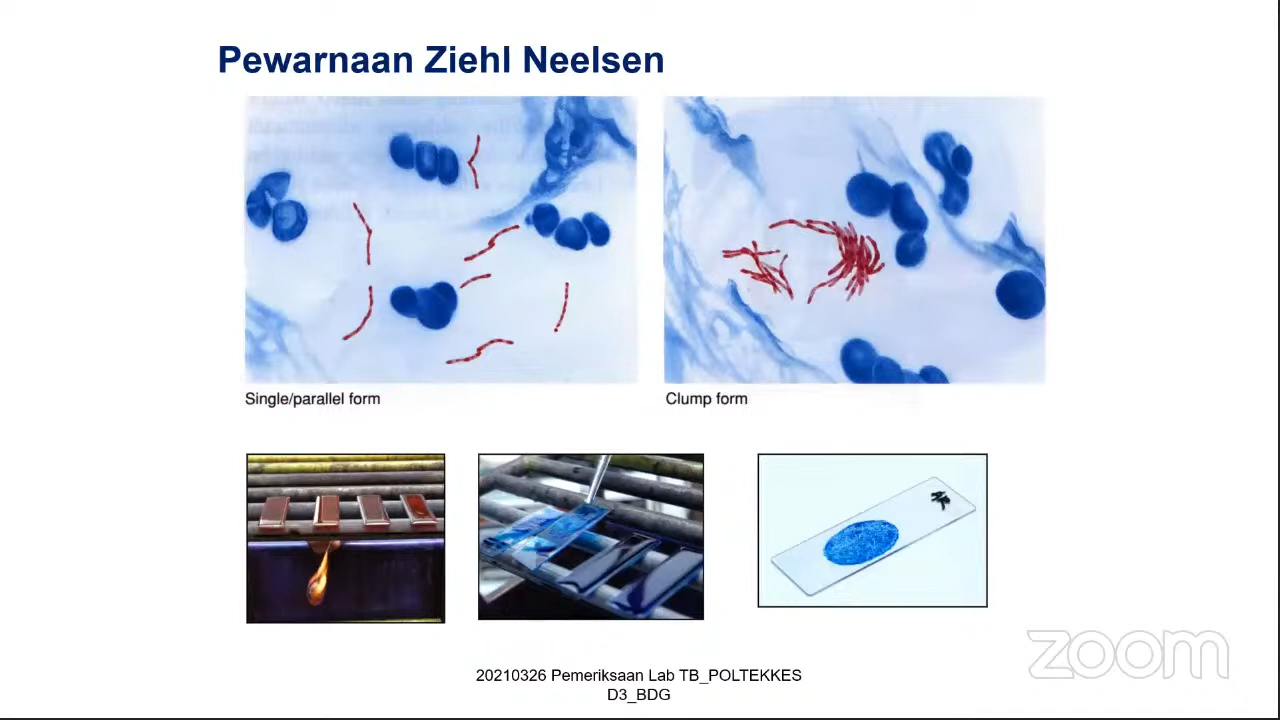 Pewarnaan Ziehl Neelsen
Single/parallel form
Clump form
20210326 Pemeriksaan Lab TB_POLTEKKES
D3_BDG
zoom